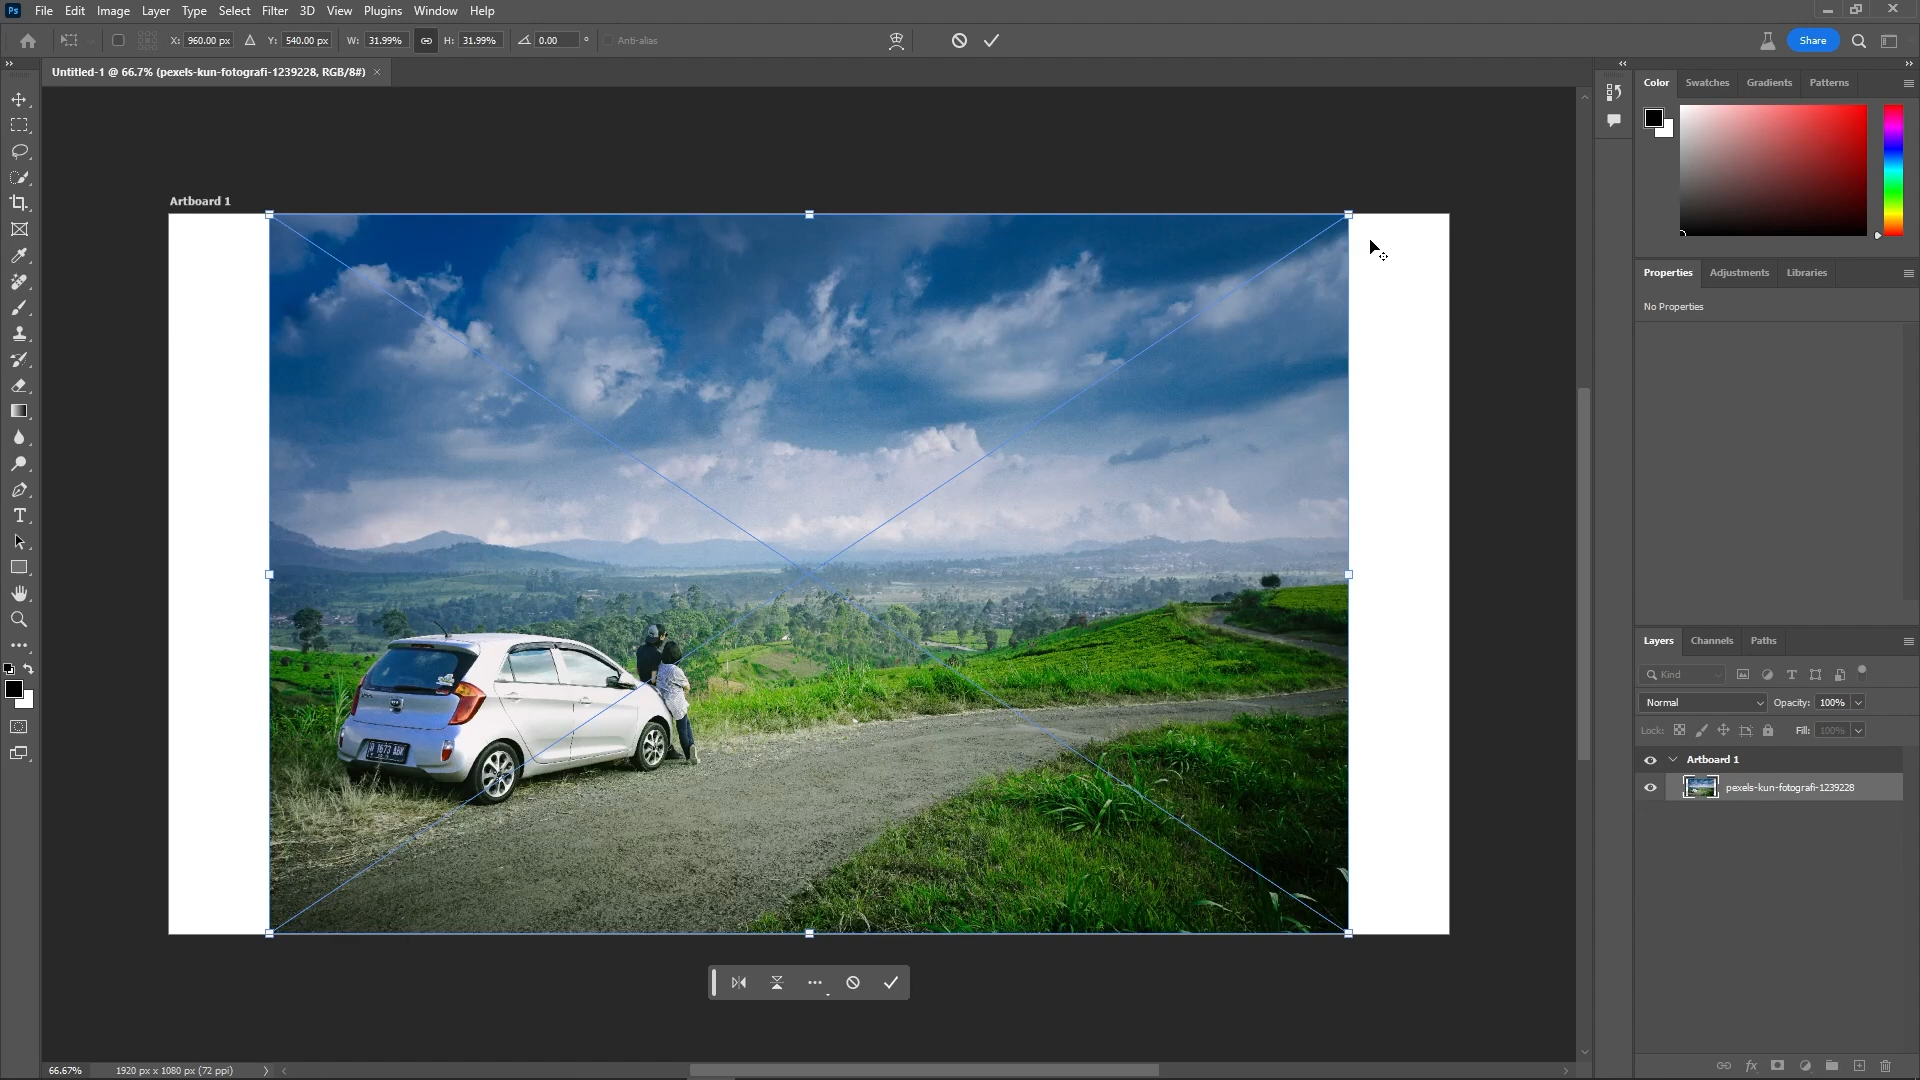 Ps File Edit Image Layer Type Select Filter 3D View Plugins Window Help
X: 960.00 px Y: 540.00 px W: 31.99% H: 31.99% 0.00 ° Anti-alias Share
Untitled-1 @ 66.7% (pexels-kun-fotografi-1239228, RGB/8#) ×
Color Swatches Gradients Patterns
Artboard 1
Properties Adjustments Libraries
No Properties
Layers Channels Paths
Kind
Normal Opacity: 100%
Lock: Fill: 100%
Artboard 1
pexels-kun-fotografi-1239228
66.67% 1920 px x 1080 px (72 ppi)